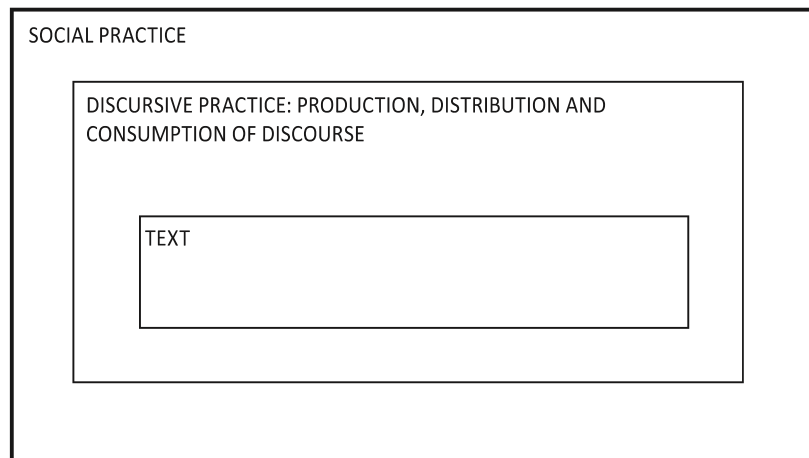 SOCIAL PRACTICE
DISCURSIVE PRACTICE: PRODUCTION, DISTRIBUTION AND
CONSUMPTION OF DISCOURSE
TEXT